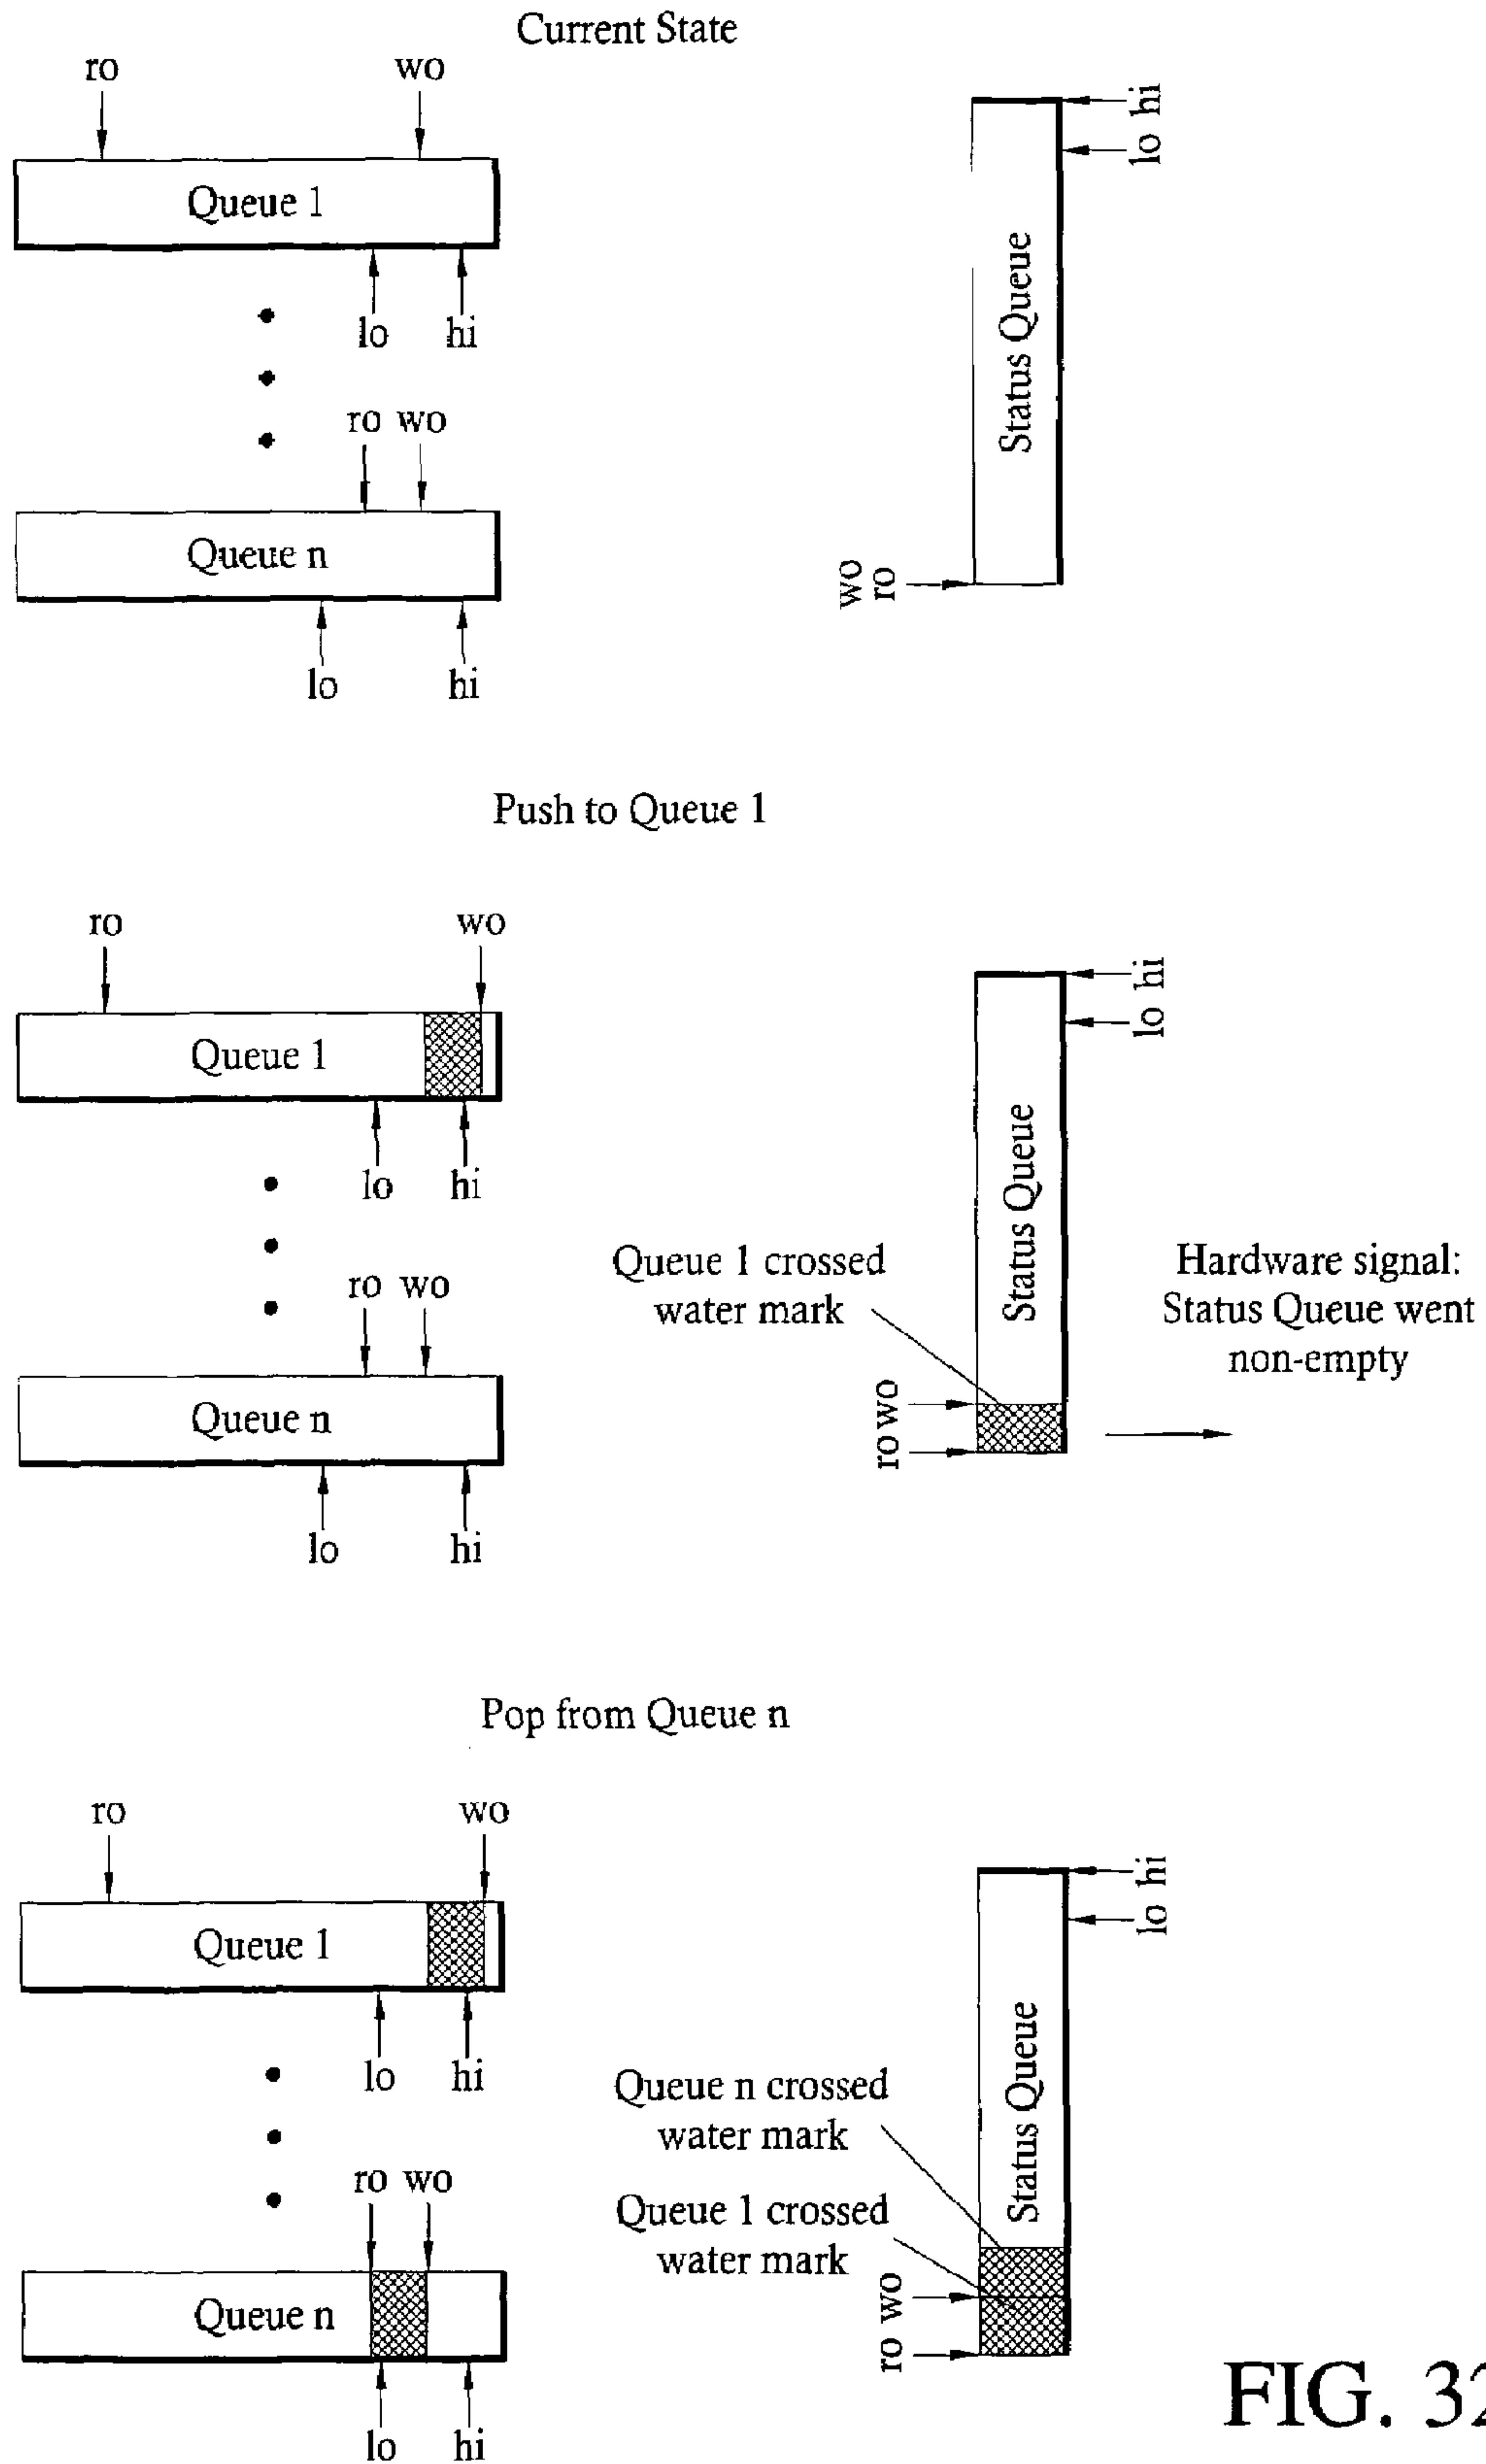 Current State
ro wo
hi
lo
Queue 1
Status Queue
lo hi
ro wo
Queue n
wo
ro
lo hi
Push to Queue 1
ro wo
hi
lo
Queue 1
Status Queue
lo hi
Queue 1 crossed
water mark
Hardware signal:
Status Queue went
non-empty
ro wo
wo
ro
Queue n
lo hi
Pop from Queue n
ro wo
hi
lo
Queue 1
Status Queue
lo hi
Queue n crossed
water mark
ro wo
Queue 1 crossed
water mark
wo
ro
Queue n
lo hi
FIG. 32